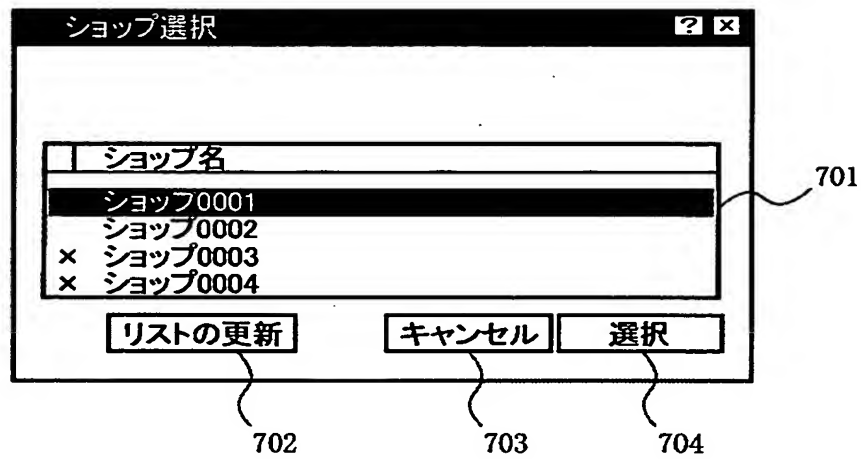 ショップ選択 ? ×
ショップ名
701
ショップ0001
ショップ0002
× ショップ0003
× ショップ0004
リストの更新 キャンセル 選択
702 703 704